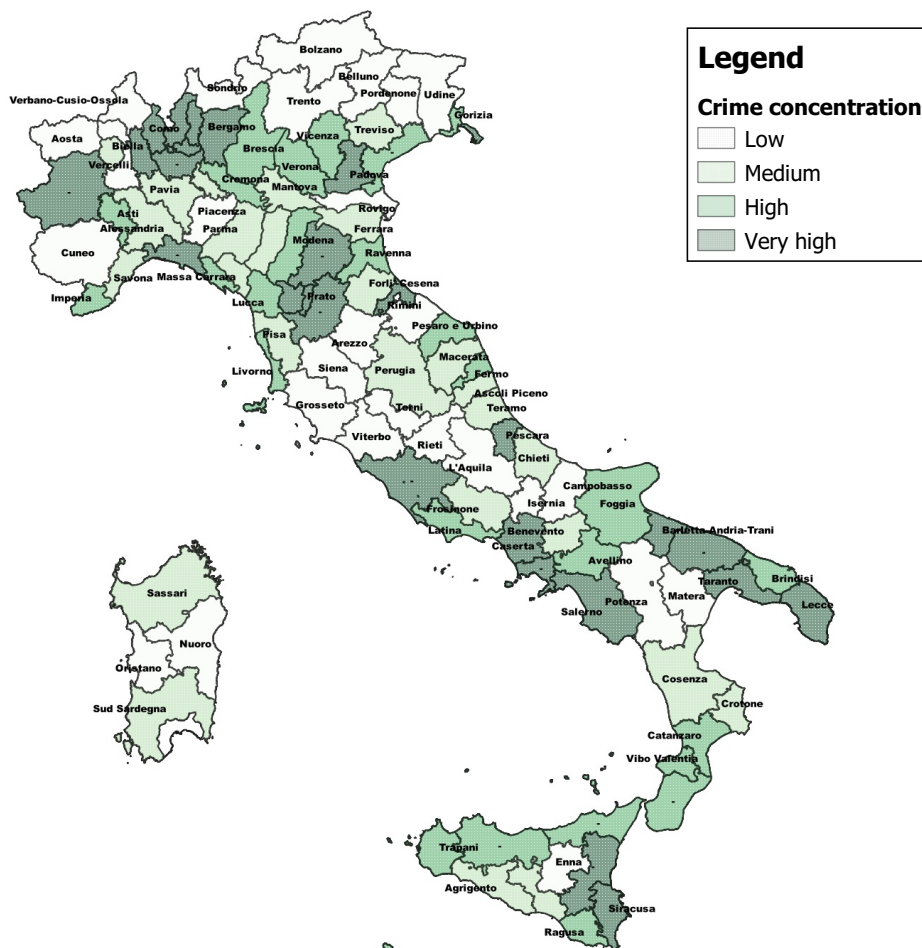 Legend
Crime concentration
Low
Medium
High
Very high
Bolzano
Belluno
Sondrio
Verbano-Cusio-Ossola
Trento
Pordenone
Udine
Gorizia
Aosta
Como
Bergamo
Vicenza
Treviso
Biella
Brescia
Vercelli
Verona
Padova
Cremona
Pavia
Mantova
Asti
Piacenza
Rovigo
Alessandria
Parma
Ferrara
Cuneo
Modena
Ravenna
Savona
Massa Carrara
Forlì-Cesena
Imperia
Lucca
Prato
Rimini
Pesaro e Urbino
Pisa
Arezzo
Macerata
Livorno
Siena
Perugia
Fermo
Ascoli Piceno
Grosseto
Terni
Teramo
Viterbo
Rieti
Pescara
L'Aquila
Chieti
Campobasso
Isernia
Foggia
Frosinone
Latina
Benevento
Barletta-Andria-Trani
Caserta
Avellino
Brindisi
Taranto
Sassari
Potenza
Matera
Lecce
Salerno
Nuoro
Oristano
Cosenza
Sud Sardegna
Crotone
Catanzaro
Vibo Valentia
Trapani
Enna
Agrigento
Siracusa
Ragusa